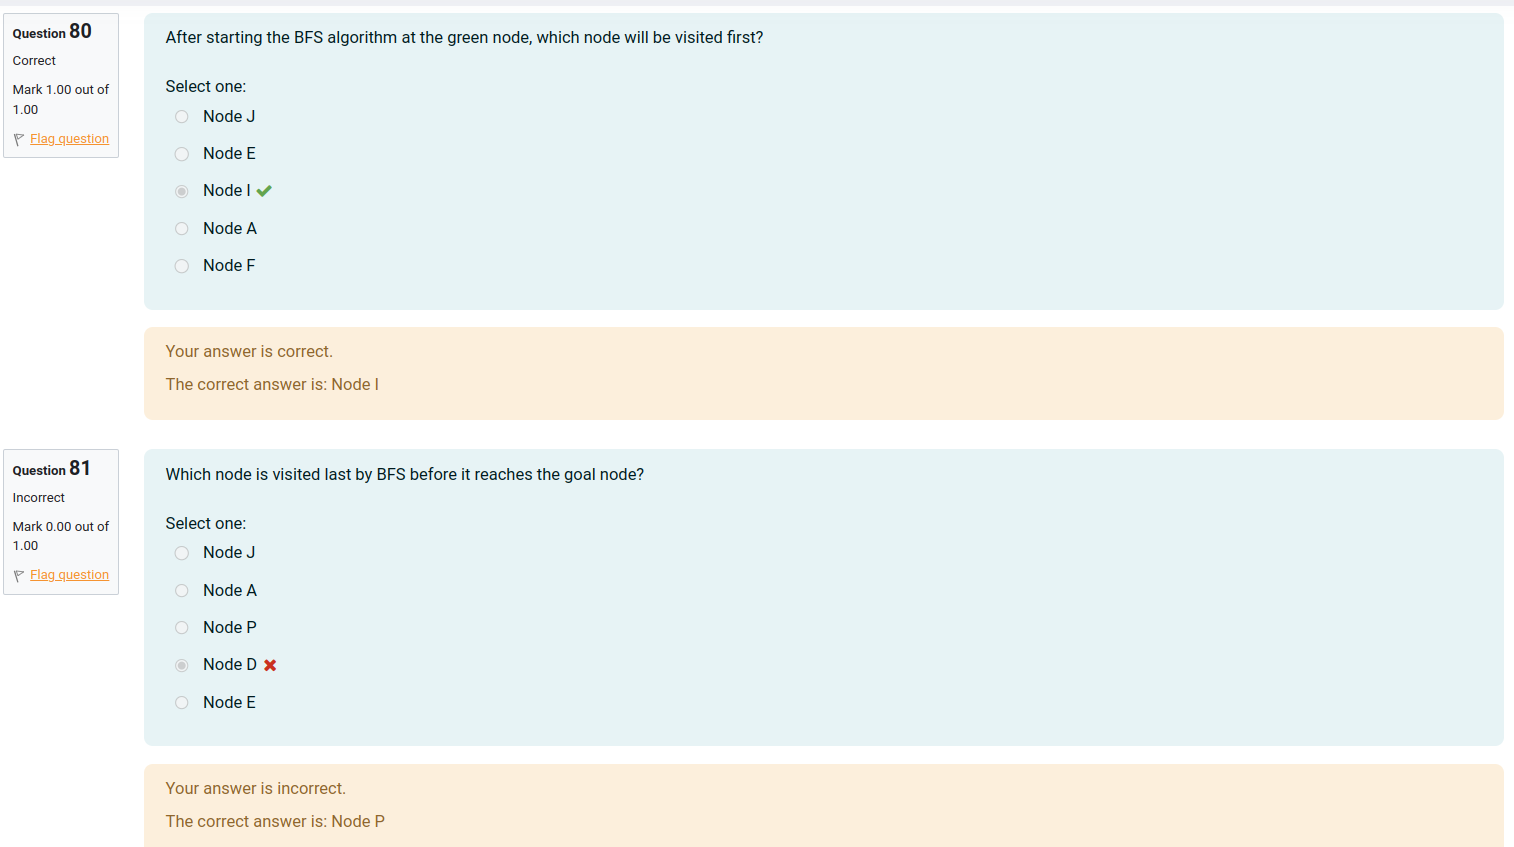 Question 80
Correct
Mark 1.00 out of
1.00
Flag question
After starting the BFS algorithm at the green node, which node will be visited first?
Select one:
Node J
Node E
Node I
Node A
Node F
Your answer is correct.
The correct answer is: Node I
Question 81
Incorrect
Mark 0.00 out of
1.00
Flag question
Which node is visited last by BFS before it reaches the goal node?
Select one:
Node J
Node A
Node P
Node D
Node E
Your answer is incorrect.
The correct answer is: Node P